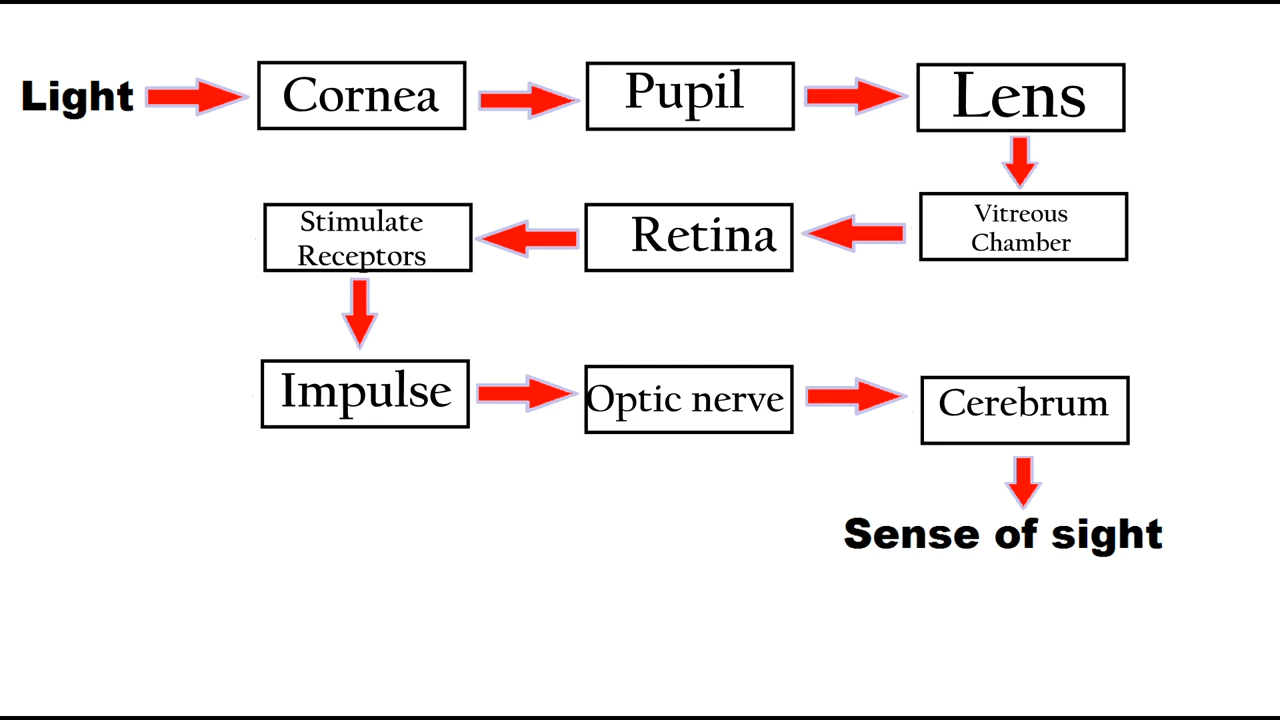 Light
Cornea
Pupil
Lens
Vitreous
Chamber
Retina
Stimulate
Receptors
Impulse
Optic nerve
Cerebrum
Sense of sight